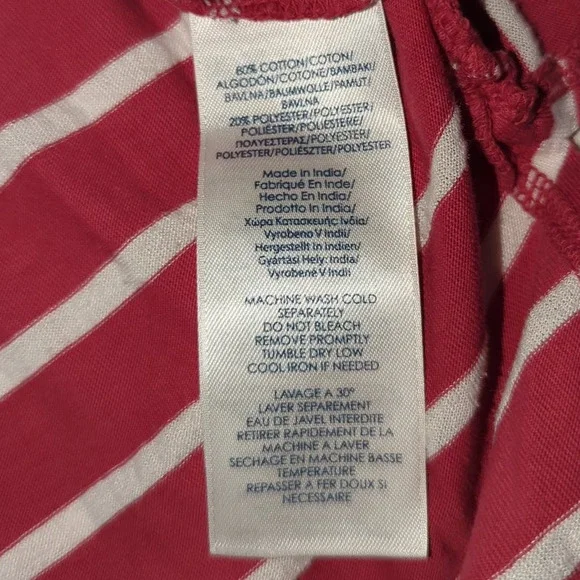 60% COTTON/COTON/
ALGODÓN/COTONE/BAMBAKI/
BAVLNA/BAUMWOLLE/PAMUT/
BAVLNA
20% POLYESTER/POLYESTER/
POLIÉSTER/POLIESTERE/
ΠΟΛΥΕΣΤΕΡΑΣ/POLYESTER/
POLYESTER/POLIÉSZTER/POLYESTER
Made in India/
Fabriqué En Inde/
Hecho En India/
Prodotto In India/
Χώρα Κατασκευής: Ινδία/
Vyrobeno V Indii/
Hergestellt in Indien/
Gyártási Hely: India/
Vyrobené V Indii
MACHINE WASH COLD
SEPARATELY
DO NOT BLEACH
REMOVE PROMPTLY
TUMBLE DRY LOW
COOL IRON IF NEEDED
LAVAGE A 30°
LAVER SEPAREMENT
EAU DE JAVEL INTERDITE
RETIRER RAPIDEMENT DE LA
MACHINE A LAVER
SECHAGE EN MACHINE BASSE
TEMPERATURE
REPASSER A FER DOUX SI
NECESSAIRE